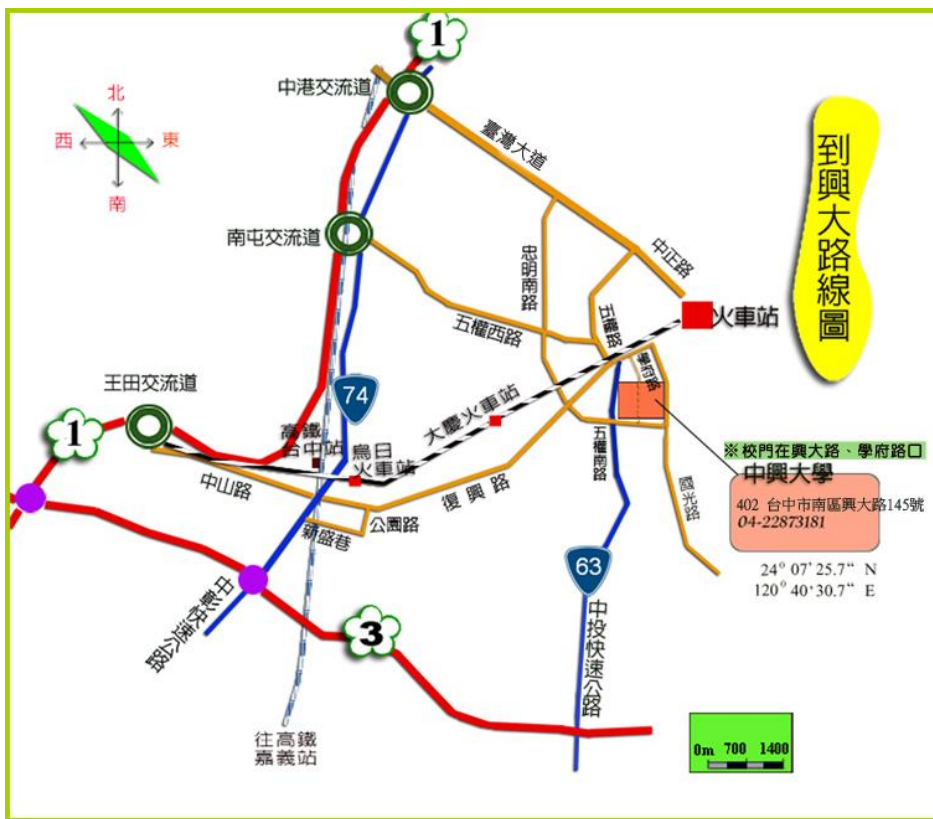 1
中港交流道
北
西 東
南
臺灣大道
到興大路線圖
南屯交流道
忠明南路
中正路
火車站
五權西路
五權路
學府路
王田交流道
74
大慶火車站
1
高鐵
台中站
烏日
火車站
五權南路
※校門在興大路、學府路口
中興大學
中山路
復興路
國光路
402 台中市南區興大路145號
04-22873181
公園路
新盛巷
24° 07' 25.7“ N
120° 40' 30.7“ E
63
中彰快速公路
3
中投快速公路
往高鐵
嘉義站
0m 700 1400